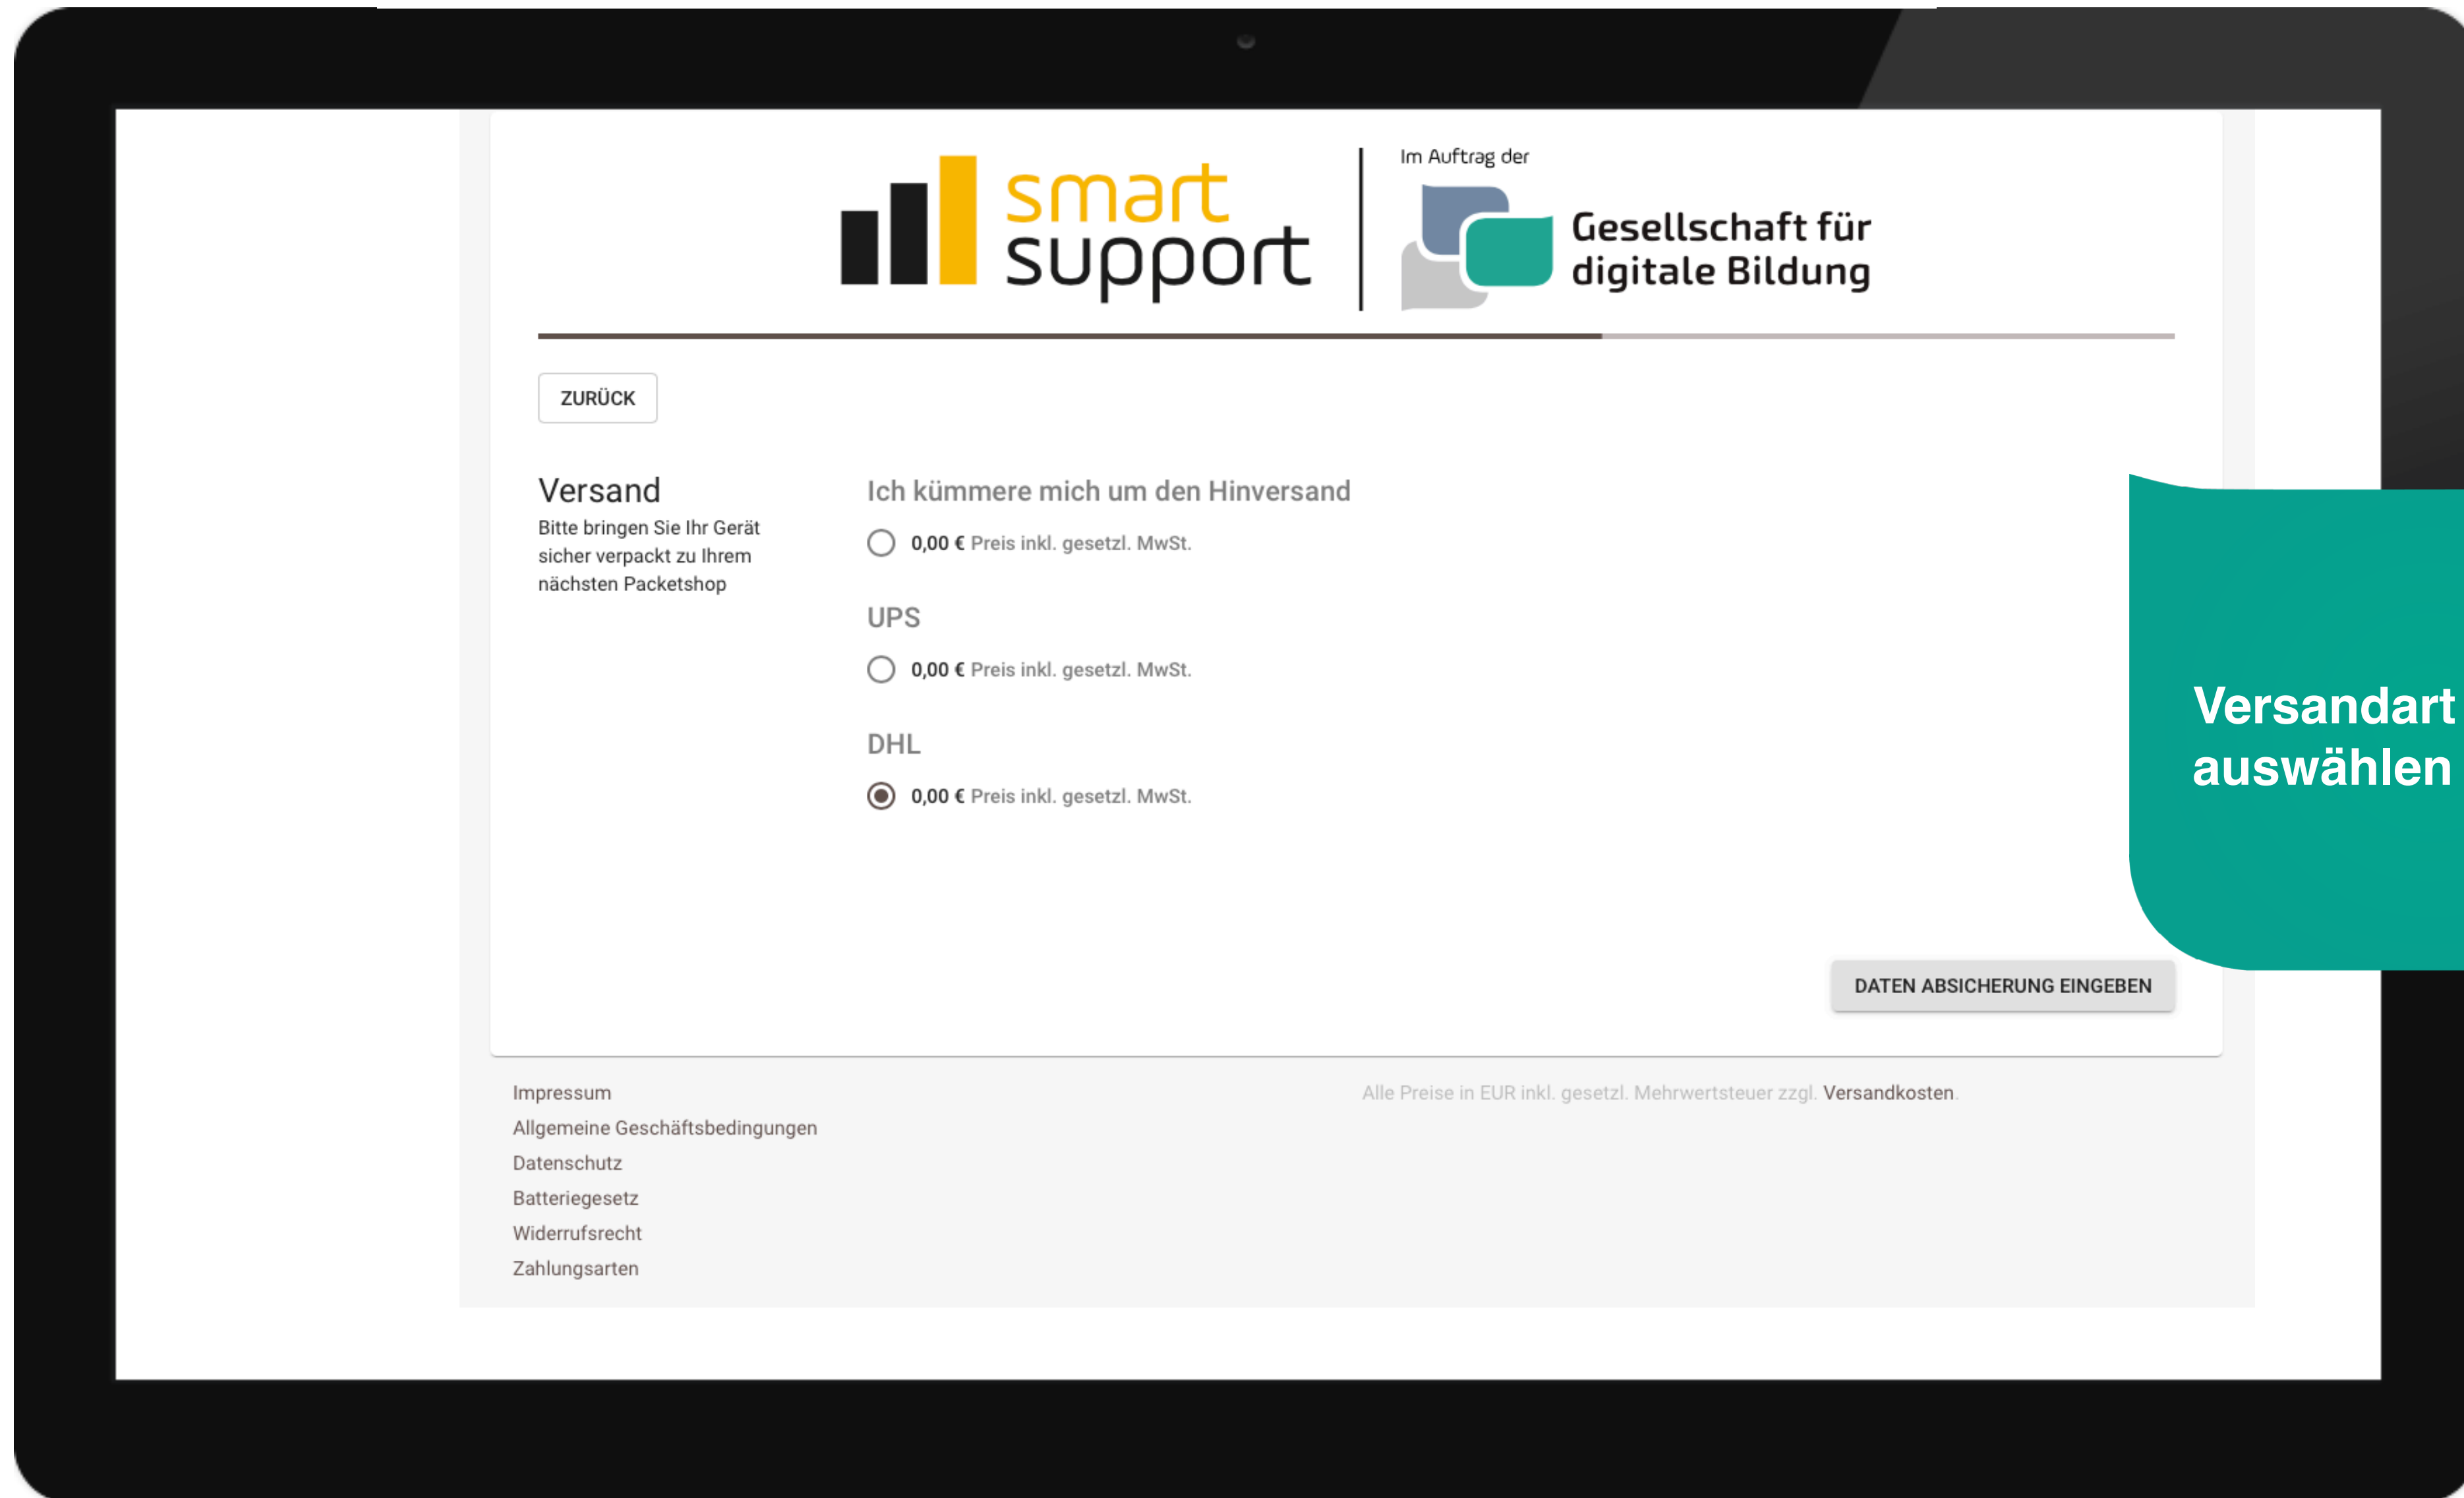 smart
support
Im Auftrag der
Gesellschaft für
digitale Bildung
ZURÜCK
Versand
Bitte bringen Sie Ihr Gerät
sicher verpackt zu Ihrem
nächsten Packetshop
Ich kümmere mich um den Hinversand
0,00 € Preis inkl. gesetzl. MwSt.
UPS
0,00 € Preis inkl. gesetzl. MwSt.
DHL
0,00 € Preis inkl. gesetzl. MwSt.
Versandart
auswählen
DATEN ABSICHERUNG EINGEBEN
Impressum
Allgemeine Geschäftsbedingungen
Datenschutz
Batteriegesetz
Widerrufsrecht
Zahlungsarten
Alle Preise in EUR inkl. gesetzl. Mehrwertsteuer zzgl. Versandkosten.